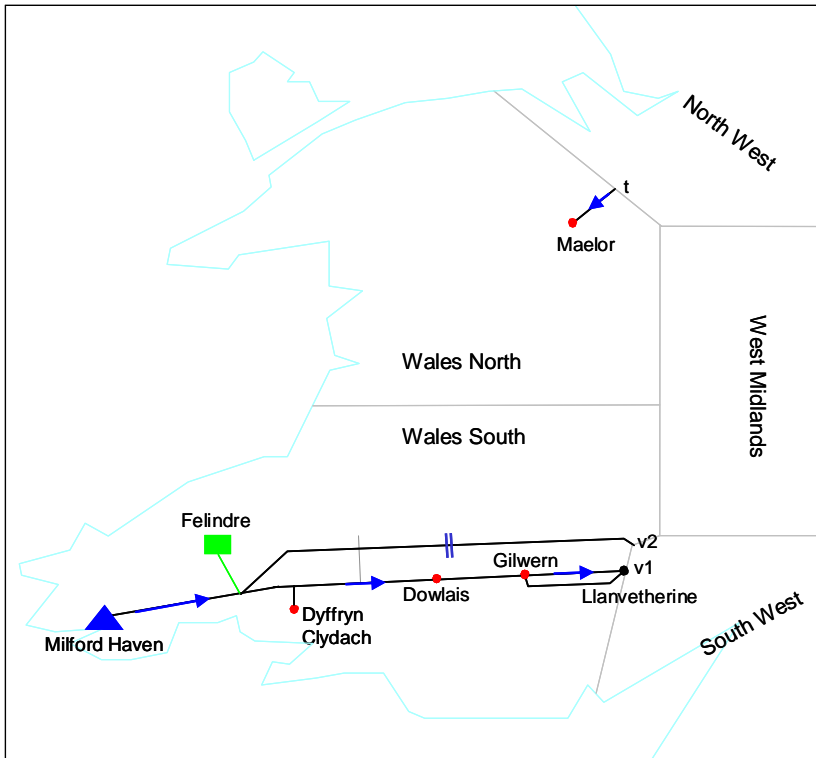 North West
t
Maelor
West Midlands
Wales North
Wales South
Felindre
v2
Gilwern
v1
Dowlais
Llanvetherine
Dyffryn
Clydach
Milford Haven
South West